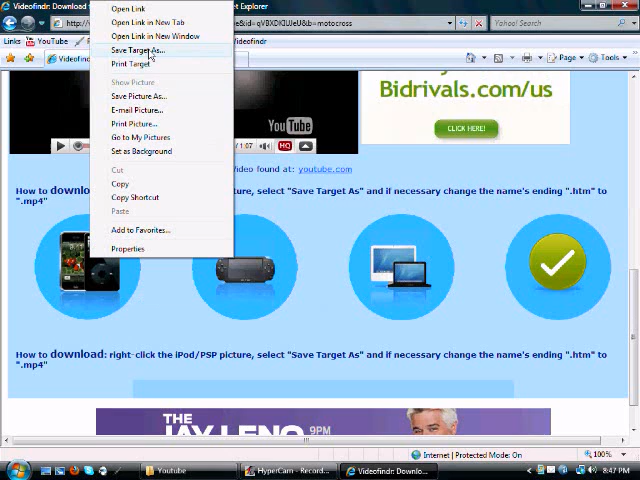 Videofindr: Download
et Explorer
Open Link
e&id=qVBXDKIUeU&b=motocross
Yahoo! Search
Open Link in New Tab
Open Link in New Window
Links
YouTube
Videofindr
Save Target As...
Videofind
Page
Tools
Print Target
Show Picture
Save Picture As...
Bidrivals.com/us
E-mail Picture...
Print Picture...
YouTube
CLICK HERE!
Go to My Pictures
1:07
HQ
Set as Background
Cut
Video found at: youtube.com
Copy
How to downl
picture, select "Save Target As" and if necessary change the name's ending ".htm" to
".mp4"
Copy Shortcut
Paste
Add to Favorites...
Properties
How to download: right-click the iPod/PSP picture, select "Save Target As" and if necessary change the name's ending ".htm" to
".mp4"
THE
JAY LENO
9PM
Internet | Protected Mode: On
100%
Youtube
HyperCam - Record...
Videofindr: Downlo...
8:47 PM